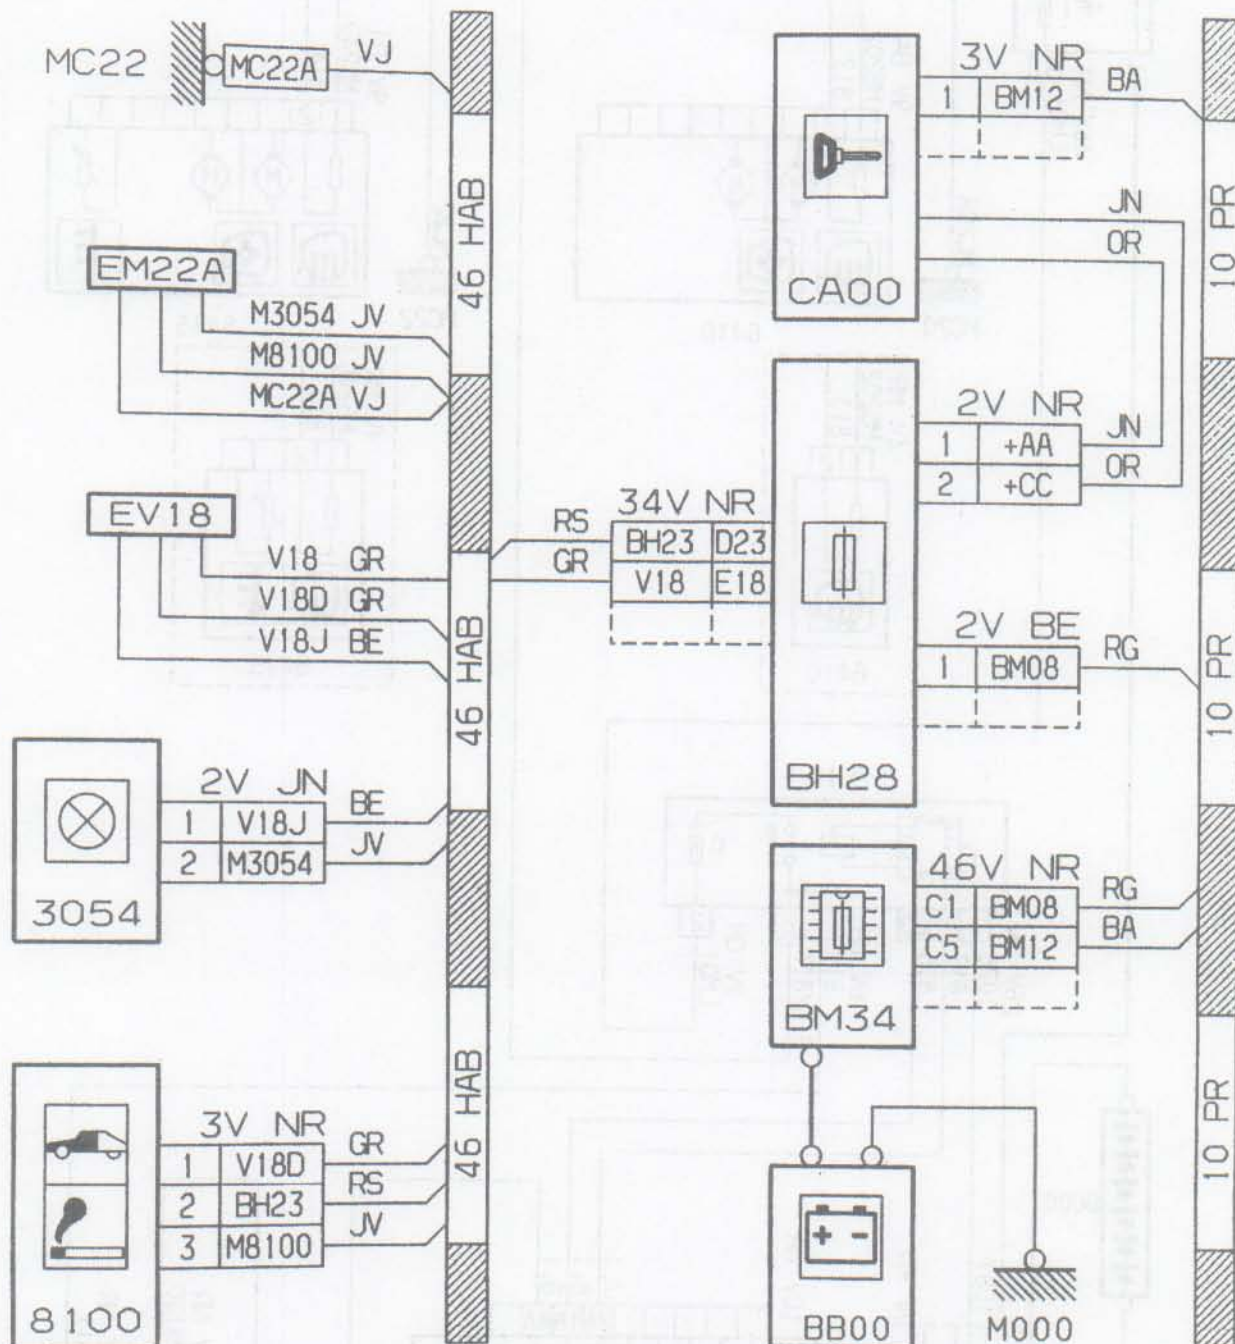 MC22 MC22A VJ
46 HAB
EM22A
M3054 JV
M8100 JV
MC22A VJ
EV18
V18 GR
V18D GR
V18J BE
46 HAB
2V JN
1 V18J BE
2 M3054 JV
3054
46 HAB
3V NR
1 V18D GR
2 BH23 RS
3 M8100 JV
8100
3V NR
1 BM12 BA
JN
OR
CA00
10 PR
2V NR
1 +AA JN
2 +CC OR
34V NR
RS BH23 D23
GR V18 E18
2V BE
1 BM08 RG
BH28
10 PR
46V NR
C1 BM08 RG
C5 BM12 BA
BM34
10 PR
+ -
BB00
M000